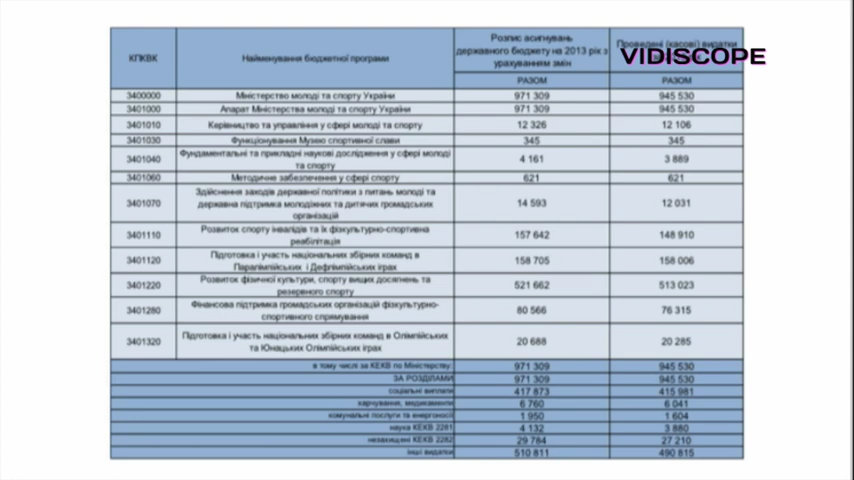 КПКВК Найменування бюджетної програми Розпис асигнувань
державного бюджету на 2013 рік з
урахуванням змін Проведені (касові) видатки
VIDISCOPE
РАЗОМ РАЗОМ
3400000 Міністерство молоді та спорту України 971 309 945 530
3401000 Апарат Міністерства молоді та спорту України 971 309 945 530
3401010 Керівництво та управління у сфері молоді та спорту 12 326 12 106
3401030 Функціонування Музею спортивної слави 345 345
3401040 Фундаментальні та прикладні наукові дослідження у сфері молоді
та спорту 4 161 3 889
3401060 Методичне забезпечення у сфері спорту 621 621
3401070 Здійснення заходів державної політики з питань молоді та
державна підтримка молодіжних та дитячих громадських
організацій 14 593 12 031
3401110 Розвиток спорту інвалідів та їх фізкультурно-спортивна
реабілітація 157 642 148 910
3401120 Підготовка і участь національних збірних команд в
Паралімпійських і Дефлімпійських іграх 158 705 158 006
3401220 Розвиток фізичної культури, спорту вищих досягнень та
резервного спорту 521 662 513 023
3401280 Фінансова підтримка громадських організацій фізкультурно-
спортивного спрямування 80 566 76 315
3401320 Підготовка і участь національних збірних команд в Олімпійських
та Юнацьких Олімпійських іграх 20 688 20 285
в тому числі за КЕКВ по Міністерству: 971 309 945 530
ЗА РОЗДІЛАМИ 971 309 945 530
соціальні виплати 417 873 415 981
харчування, медикаменти 6 760 6 041
комунальні послуги та енергоносії 1 950 1 604
наука КЕКВ 2281 4 132 3 880
незахищені КЕКВ 2282 29 784 27 210
інші видатки 510 811 490 815